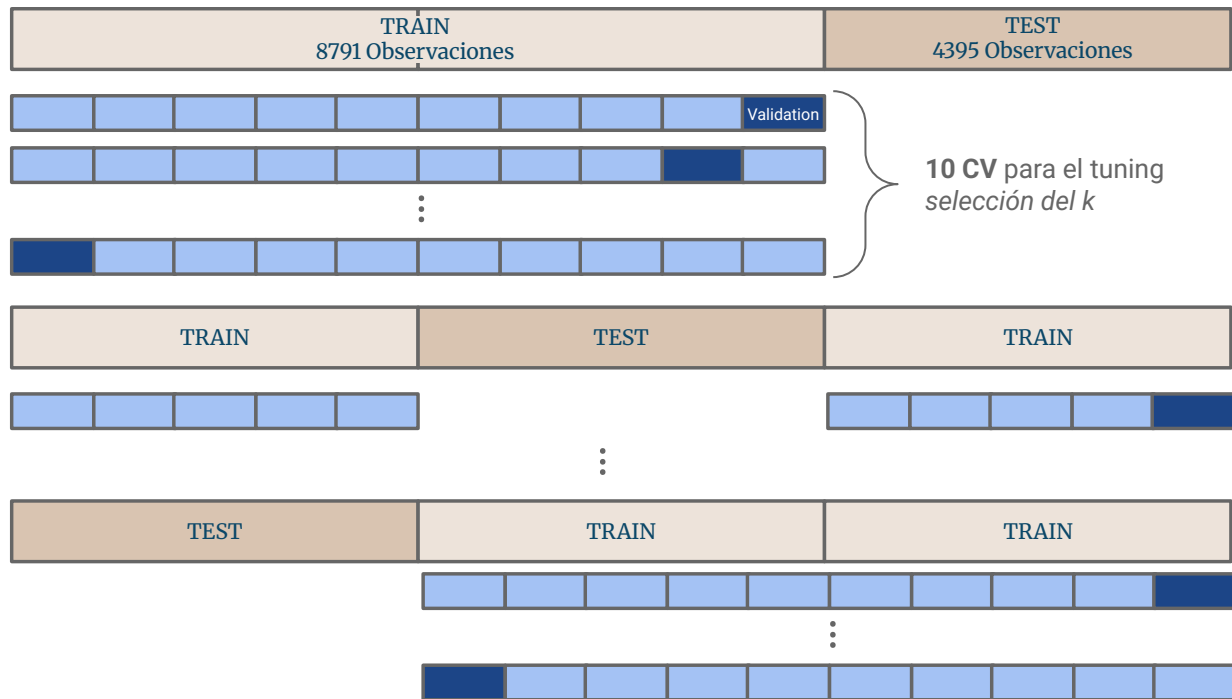 TRAIN
8791 Observaciones
TEST
4395 Observaciones
Validation
10 CV para el tuning
selección del k
TRAIN
TEST
TRAIN
TEST
TRAIN
TRAIN